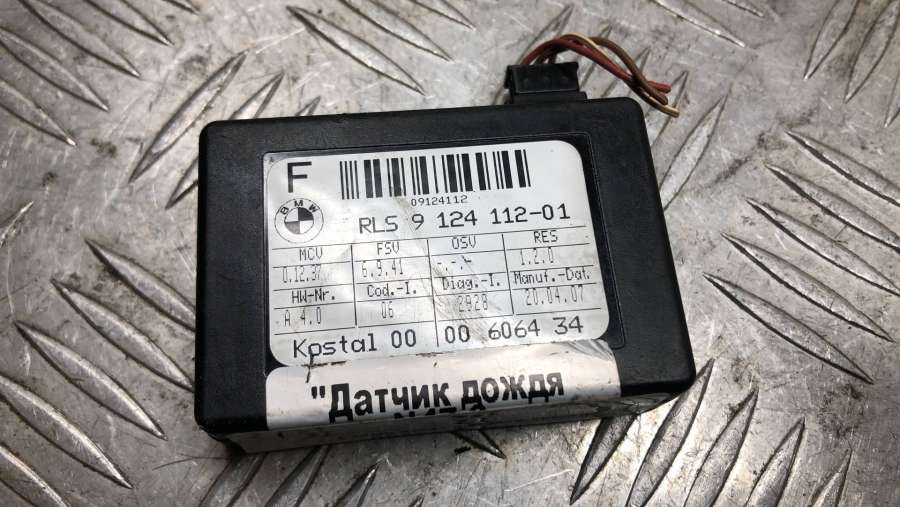 F
09124112
BMW
RLS 9 124 112-01
MCV FSV OSV RES
0.12.37 6.9.41 -.-.- 1.2.0
HW-Nr. Cod.-I. Diag.-I. Manuf.-Dat.
A 4.0 06 2928 20.04.07
Kostal 00 00 6064 34
"Датчик дождя